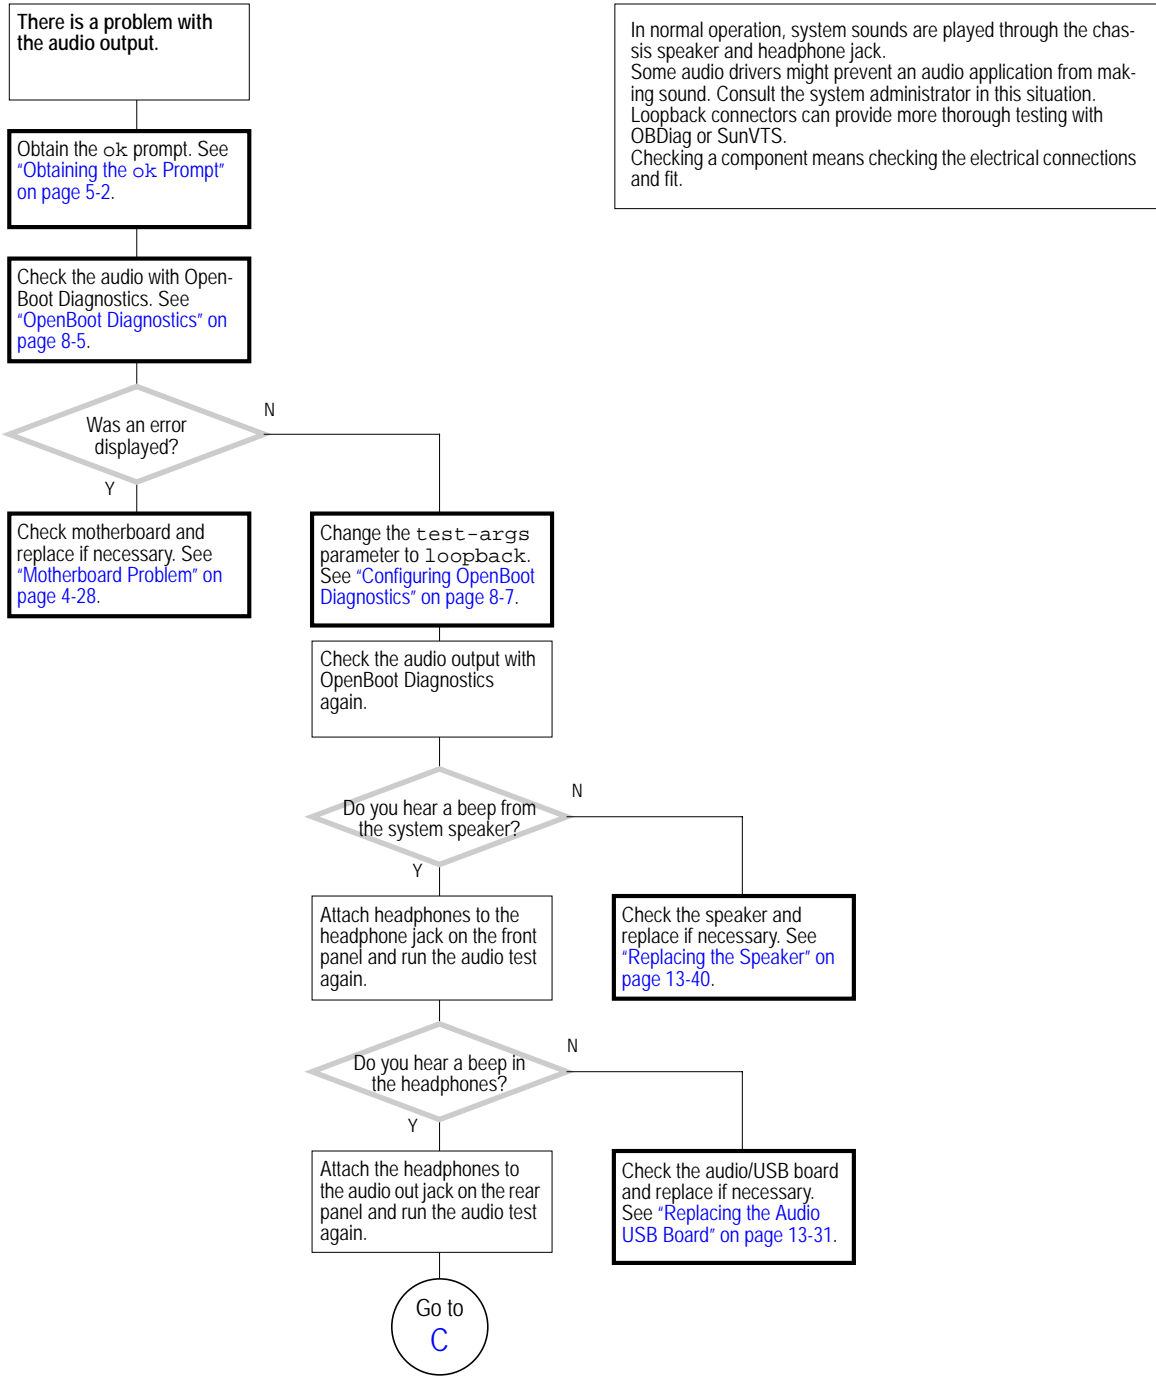 There is a problem with
the audio output.
In normal operation, system sounds are played through the chas-
sis speaker and headphone jack.
Some audio drivers might prevent an audio application from mak-
ing sound. Consult the system administrator in this situation.
Loopback connectors can provide more thorough testing with
OBDiag or SunVTS.
Checking a component means checking the electrical connections
and fit.
Obtain the ok prompt. See
"Obtaining the ok Prompt"
on page 5-2.
Check the audio with Open-
Boot Diagnostics. See
"OpenBoot Diagnostics" on
page 8-5.
Was an error
displayed?
N
Y
Check motherboard and
replace if necessary. See
"Motherboard Problem" on
page 4-28.
Change the test-args
parameter to loopback.
See "Configuring OpenBoot
Diagnostics" on page 8-7.
Check the audio output with
OpenBoot Diagnostics
again.
Do you hear a beep from
the system speaker?
N
Y
Attach headphones to the
headphone jack on the front
panel and run the audio test
again.
Check the speaker and
replace if necessary. See
"Replacing the Speaker" on
page 13-40.
Do you hear a beep in
the headphones?
N
Y
Attach the headphones to
the audio out jack on the rear
panel and run the audio test
again.
Check the audio/USB board
and replace if necessary.
See "Replacing the Audio
USB Board" on page 13-31.
Go to
C